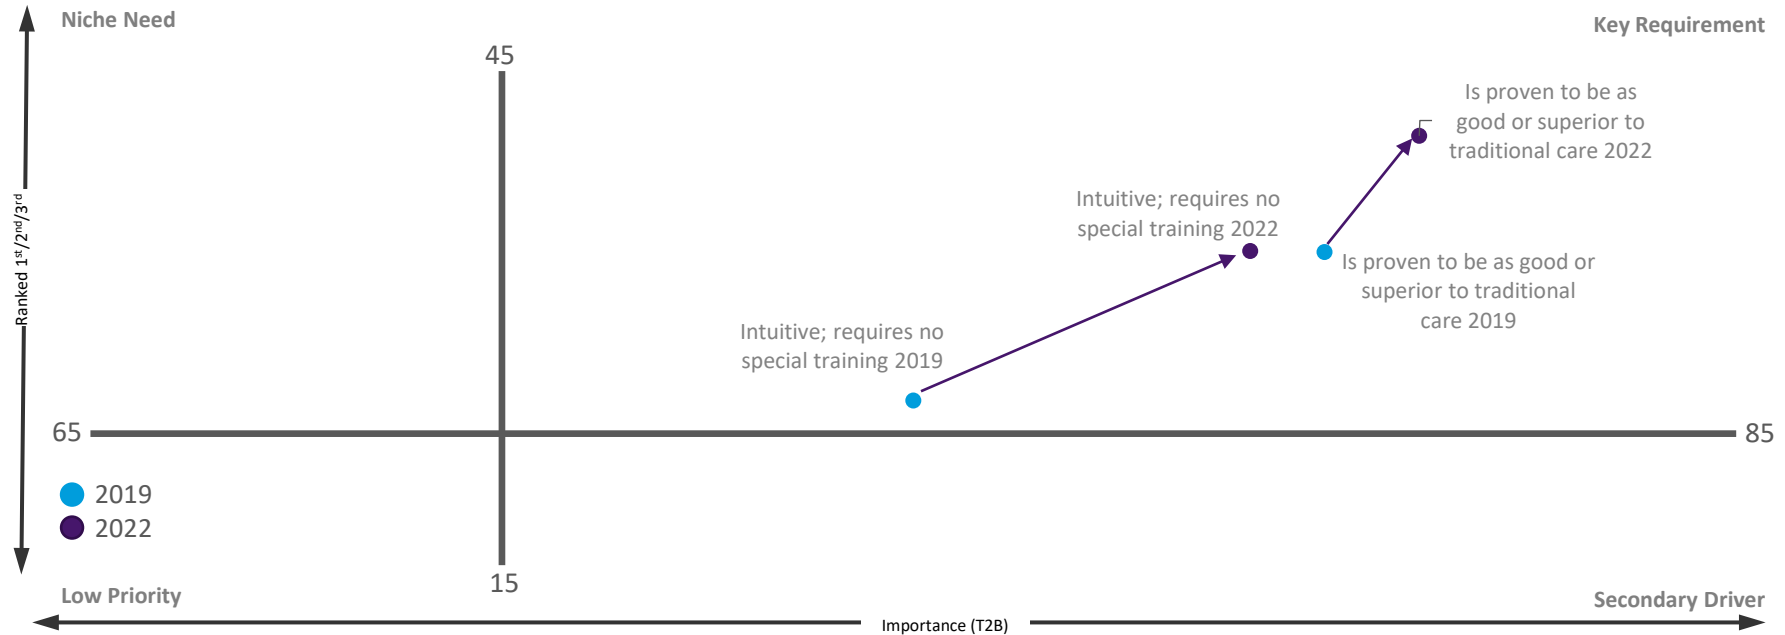 Niche Need
Key Requirement
45
Is proven to be as
good or superior to
traditional care 2022
Intuitive; requires no
special training 2022
Ranked 1st/2nd/3rd
Is proven to be as good or
superior to traditional
care 2019
Intuitive; requires no
special training 2019
65
85
2019
2022
15
Low Priority
Secondary Driver
Importance (T2B)